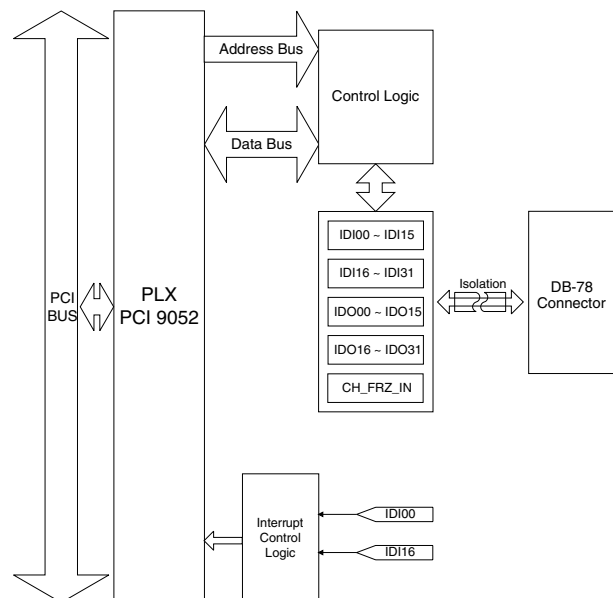 Address Bus
Control Logic
Data Bus
IDI00 ~ IDI15
IDI16 ~ IDI31
IDO00 ~ IDO15
IDO16 ~ IDO31
CH_FRZ_IN
Isolation
DB-78
Connector
PCI
BUS
PLX
PCI 9052
Interrupt
Control
Logic
IDI00
IDI16